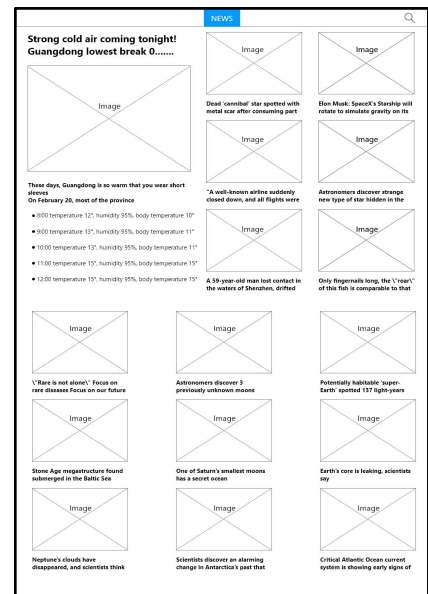 NEWS
Strong cold air coming tonight!
Guangdong lowest break 0.......
Image
These days, Guangdong is so warm that you wear short
sleeves
On February 20, most of the province
● 8:00 temperature 12°, humidity 95%, body temperature 10°
● 9:00 temperature 13°, humidity 95%, body temperature 11°
● 10:00 temperature 13°, humidity 95%, body temperature 11°
● 11:00 temperature 15°, humidity 95%, body temperature 15°
● 12:00 temperature 15°, humidity 95%, body temperature 15°
Image
Dead 'cannibal' star spotted with
metal scar after consuming part
Image
Elon Musk: SpaceX's Starship will
rotate to simulate gravity on its
Image
"A well-known airline suddenly
closed down, and all flights were
Image
Astronomers discover strange
new type of star hidden in the
Image
A 59-year-old man lost contact in
the waters of Shenzhen, drifted
Image
Only fingernails long, the \"roar\"
of this fish is comparable to that
Image
\"Rare is not alone\" Focus on
rare diseases Focus on our future
Image
Astronomers discover 3
previously unknown moons
Image
Potentially habitable 'super-
Earth' spotted 137 light-years
Image
Stone Age megastructure found
submerged in the Baltic Sea
Image
One of Saturn's smallest moons
has a secret ocean
Image
Earth's core is leaking, scientists
say
Image
Neptune's clouds have
disappeared, and scientists think
Image
Scientists discover an alarming
change in Antarctica's past that
Image
Critical Atlantic Ocean current
system is showing early signs of